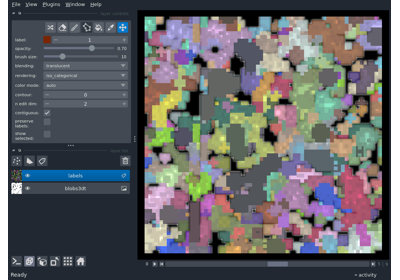 File View Plugins Window Help
label: 1
opacity: 0.70
brush size: 10
blending: translucent
rendering: iso_categorical
color mode: auto
contour: 0
n edit dim: 2
contiguous:
preserve labels:
show selected:
labels
blobs3dt
Ready
activity